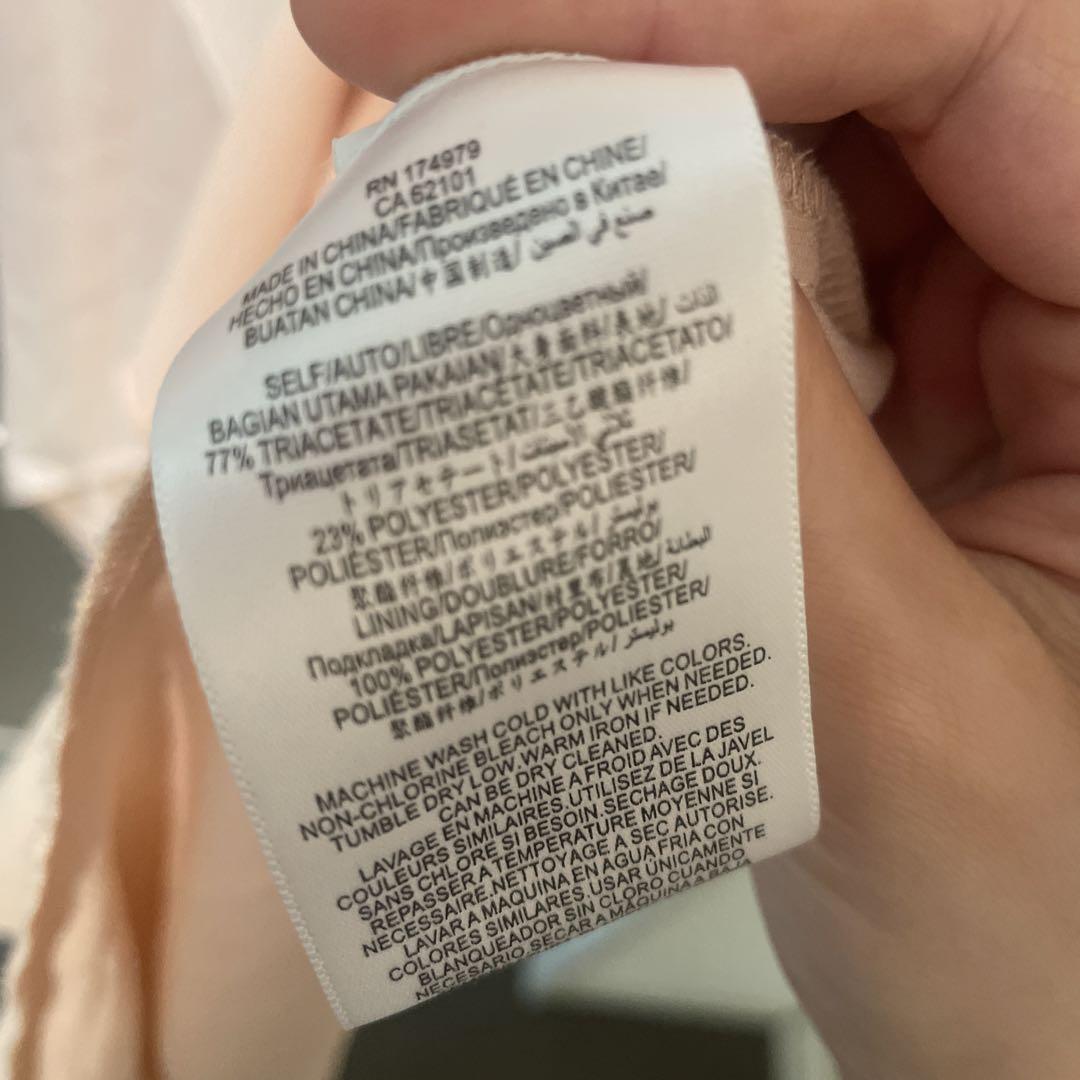 RN 174979
CA 62101
MADE IN CHINA/FABRIQUÉ EN CHINE/
HECHO EN CHINA/Произведено в Китае/
BUATAN CHINA/中国制造/ صنع في الصين
SELF/AUTO/LIBRE/Одноцветный/
BAGIAN UTAMA PAKAIAN/大身面料/表地/ الذات
77% TRIACETATE/TRIACÉTATE/TRIACETATO/
Триацетата/TRIASETAT/三乙酸酯纤维/
トリアセテート/
23% POLYESTER/POLYESTER/
POLIÉSTER/Полиэстер/POLIESTER/
聚酯纤维/ポリエステル/ بوليستر
LINING/DOUBLURE/FORRO/
Подкладка/LAPISAN/村里布/裏地/ البطانة
100% POLYESTER/POLYESTER/
POLIÉSTER/Полиэстер/POLIESTER/
聚酯纤维/ポリエステル/ بوليستر
MACHINE WASH COLD WITH LIKE COLORS.
NON-CHLORINE BLEACH ONLY WHEN NEEDED.
TUMBLE DRY LOW.WARM IRON IF NEEDED.
CAN BE DRY CLEANED.
LAVAGE EN MACHINE A FROID AVEC DES
COULEURS SIMILAIRES.UTILISEZ DE LA JAVEL
SANS CHLORE SI BESOIN.SECHAGE DOUX.
REPASSER A TEMPERATURE MOYENNE SI
NECESSAIRE.NETTOYAGE A SEC AUTORISE.
LAVAR A MAQUINA EN AGUA FRIA CON
COLORES SIMILARES.USAR ÚNICAMENTE
BLANQUEADOR SIN CLORO CUANDO
NECESARIO.SECAR A MAQUINA A BAJA